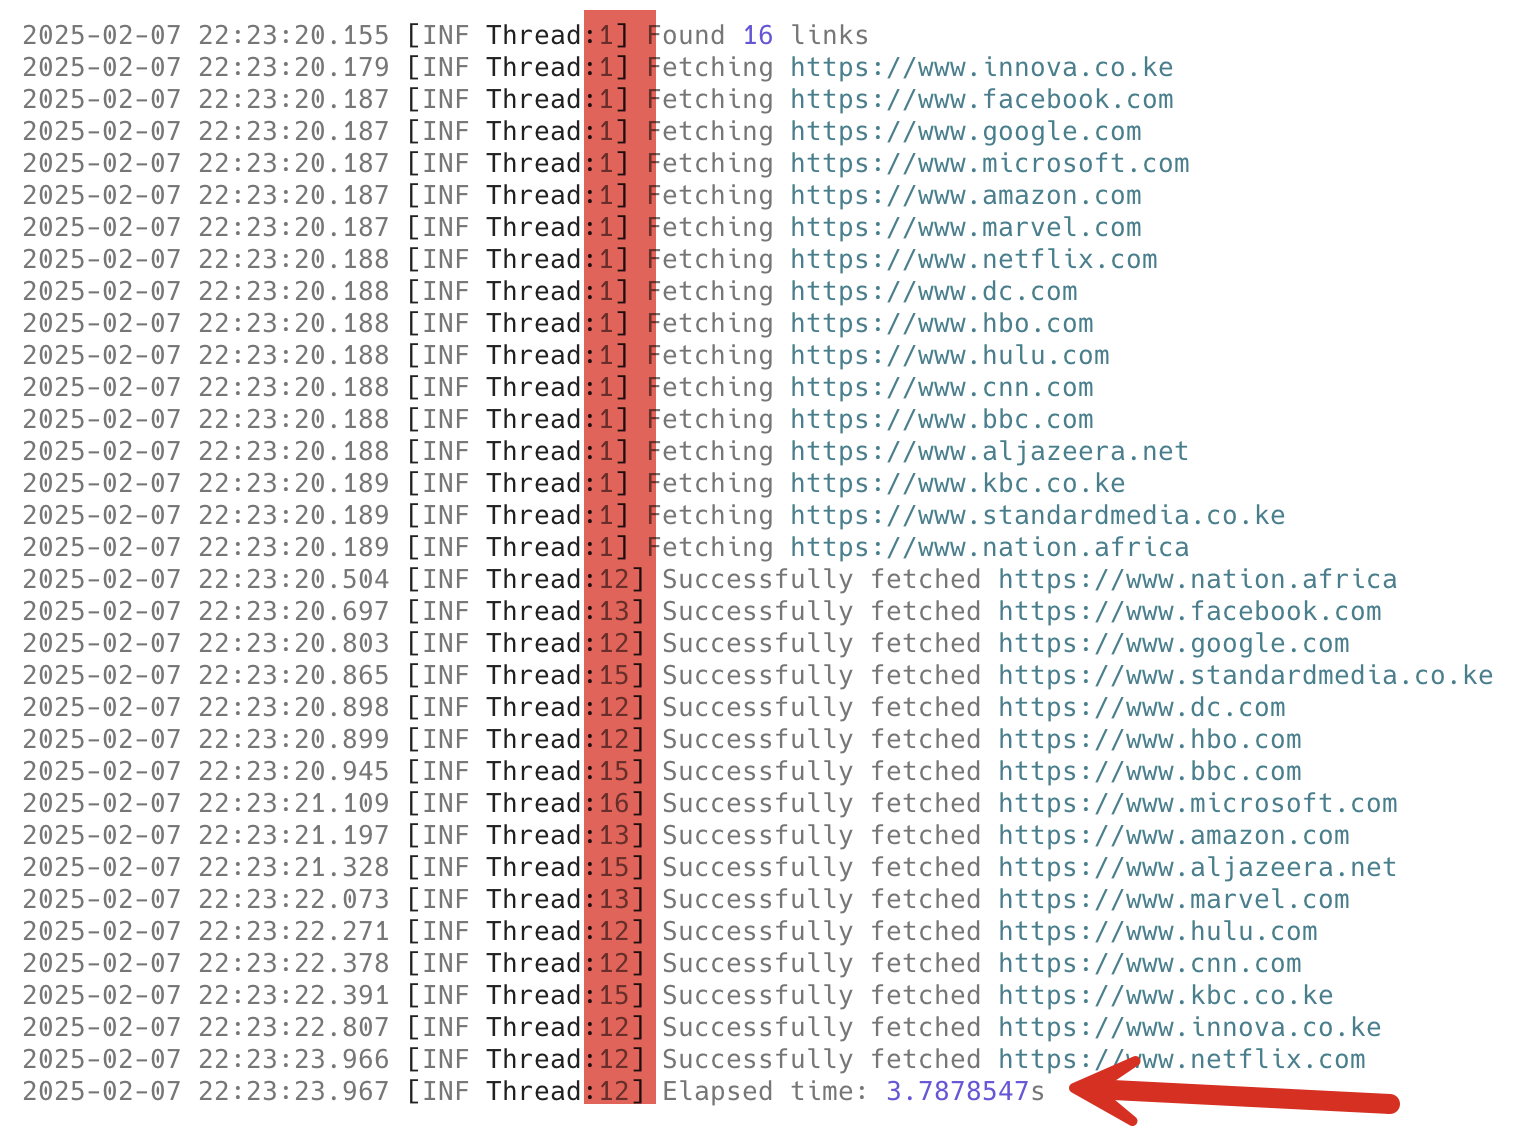 2025-02-07 22:23:20.155 [INF Thread:1] Found 16 links
2025-02-07 22:23:20.179 [INF Thread:1] Fetching https://www.innova.co.ke
2025-02-07 22:23:20.187 [INF Thread:1] Fetching https://www.facebook.com
2025-02-07 22:23:20.187 [INF Thread:1] Fetching https://www.google.com
2025-02-07 22:23:20.187 [INF Thread:1] Fetching https://www.microsoft.com
2025-02-07 22:23:20.187 [INF Thread:1] Fetching https://www.amazon.com
2025-02-07 22:23:20.187 [INF Thread:1] Fetching https://www.marvel.com
2025-02-07 22:23:20.188 [INF Thread:1] Fetching https://www.netflix.com
2025-02-07 22:23:20.188 [INF Thread:1] Fetching https://www.dc.com
2025-02-07 22:23:20.188 [INF Thread:1] Fetching https://www.hbo.com
2025-02-07 22:23:20.188 [INF Thread:1] Fetching https://www.hulu.com
2025-02-07 22:23:20.188 [INF Thread:1] Fetching https://www.cnn.com
2025-02-07 22:23:20.188 [INF Thread:1] Fetching https://www.bbc.com
2025-02-07 22:23:20.188 [INF Thread:1] Fetching https://www.aljazeera.net
2025-02-07 22:23:20.189 [INF Thread:1] Fetching https://www.kbc.co.ke
2025-02-07 22:23:20.189 [INF Thread:1] Fetching https://www.standardmedia.co.ke
2025-02-07 22:23:20.189 [INF Thread:1] Fetching https://www.nation.africa
2025-02-07 22:23:20.504 [INF Thread:12] Successfully fetched https://www.nation.africa
2025-02-07 22:23:20.697 [INF Thread:13] Successfully fetched https://www.facebook.com
2025-02-07 22:23:20.803 [INF Thread:12] Successfully fetched https://www.google.com
2025-02-07 22:23:20.865 [INF Thread:15] Successfully fetched https://www.standardmedia.co.ke
2025-02-07 22:23:20.898 [INF Thread:12] Successfully fetched https://www.dc.com
2025-02-07 22:23:20.899 [INF Thread:12] Successfully fetched https://www.hbo.com
2025-02-07 22:23:20.945 [INF Thread:15] Successfully fetched https://www.bbc.com
2025-02-07 22:23:21.109 [INF Thread:16] Successfully fetched https://www.microsoft.com
2025-02-07 22:23:21.197 [INF Thread:13] Successfully fetched https://www.amazon.com
2025-02-07 22:23:21.328 [INF Thread:15] Successfully fetched https://www.aljazeera.net
2025-02-07 22:23:22.073 [INF Thread:13] Successfully fetched https://www.marvel.com
2025-02-07 22:23:22.271 [INF Thread:12] Successfully fetched https://www.hulu.com
2025-02-07 22:23:22.378 [INF Thread:12] Successfully fetched https://www.cnn.com
2025-02-07 22:23:22.391 [INF Thread:15] Successfully fetched https://www.kbc.co.ke
2025-02-07 22:23:22.807 [INF Thread:12] Successfully fetched https://www.innova.co.ke
2025-02-07 22:23:23.966 [INF Thread:12] Successfully fetched https://www.netflix.com
2025-02-07 22:23:23.967 [INF Thread:12] Elapsed time: 3.7878547s